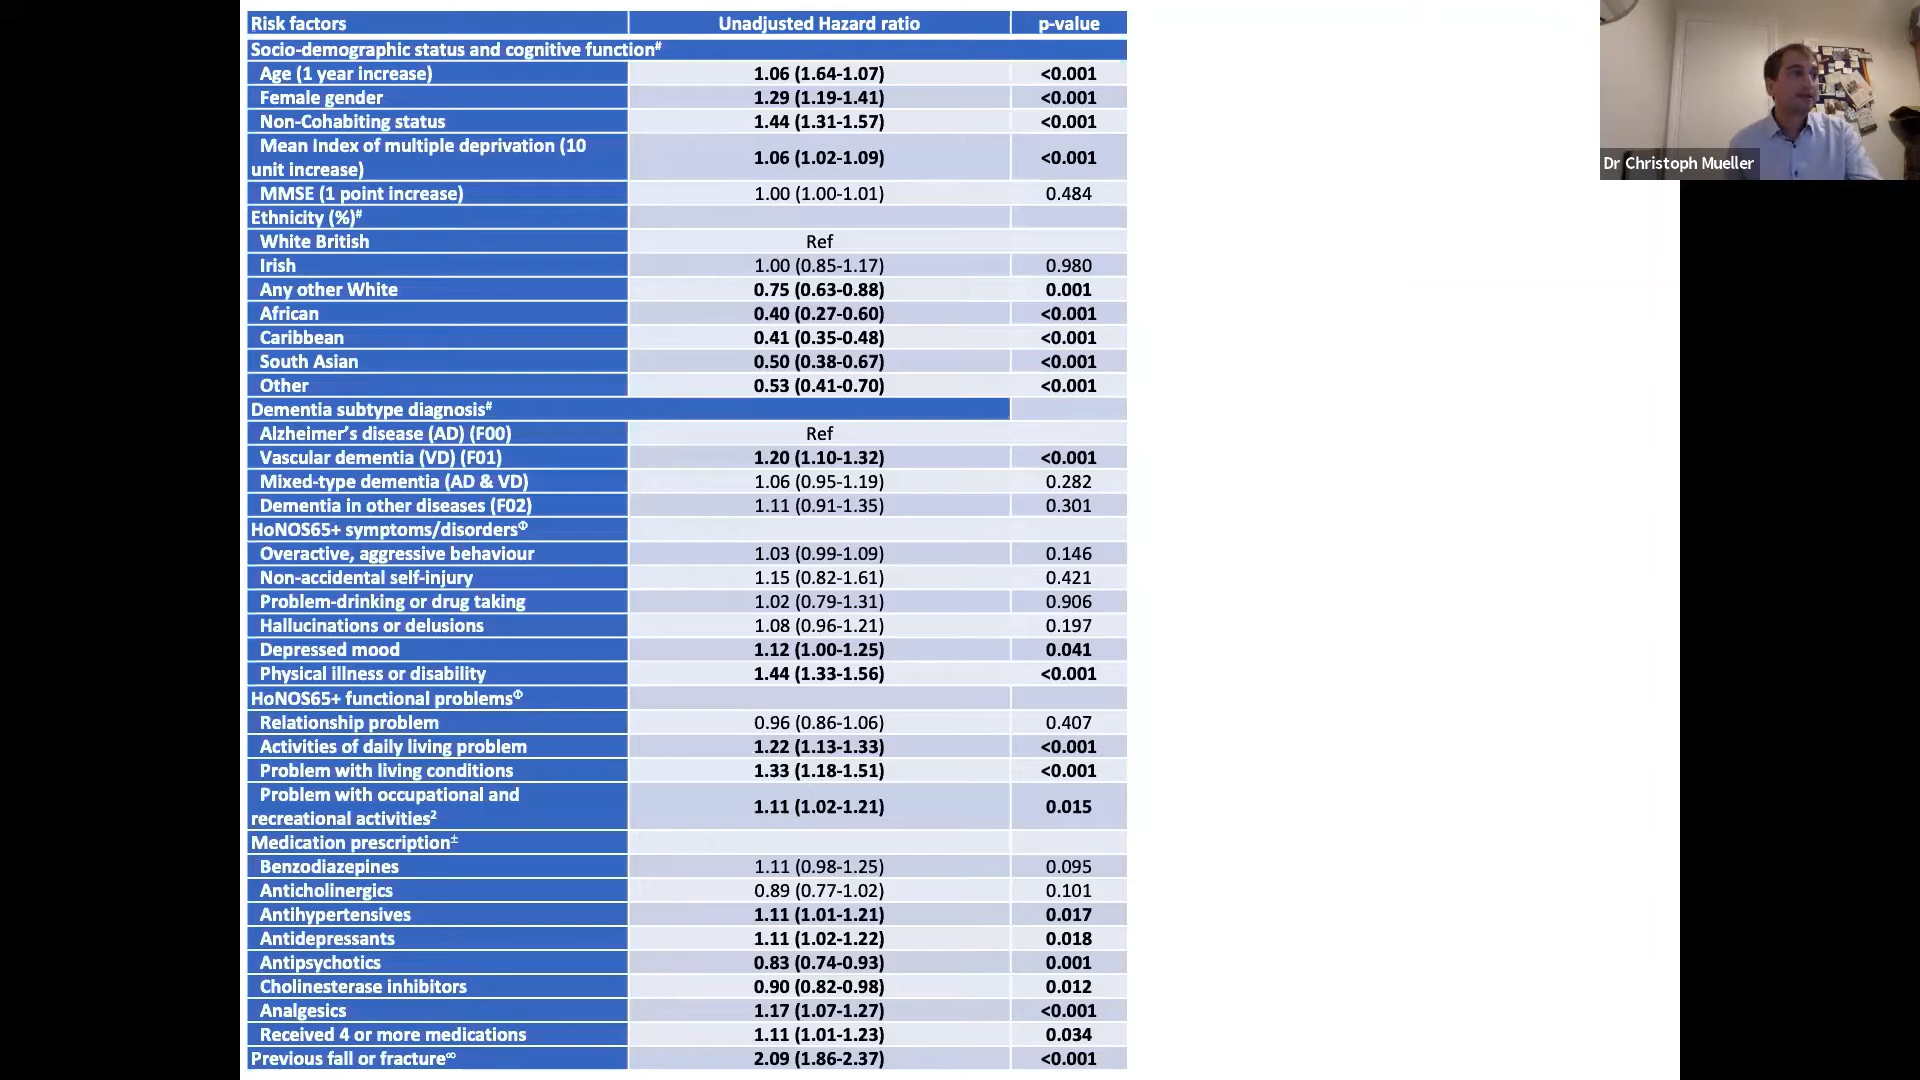 Risk factors Unadjusted Hazard ratio p-value
Socio-demographic status and cognitive function#
Age (1 year increase) 1.06 (1.64-1.07) <0.001
Female gender 1.29 (1.19-1.41) <0.001
Non-Cohabiting status 1.44 (1.31-1.57) <0.001
Mean Index of multiple deprivation (10
unit increase) 1.06 (1.02-1.09) <0.001
MMSE (1 point increase) 1.00 (1.00-1.01) 0.484
Ethnicity (%)#
White British Ref
Irish 1.00 (0.85-1.17) 0.980
Any other White 0.75 (0.63-0.88) 0.001
African 0.40 (0.27-0.60) <0.001
Caribbean 0.41 (0.35-0.48) <0.001
South Asian 0.50 (0.38-0.67) <0.001
Other 0.53 (0.41-0.70) <0.001
Dementia subtype diagnosis#
Alzheimer's disease (AD) (F00) Ref
Vascular dementia (VD) (F01) 1.20 (1.10-1.32) <0.001
Mixed-type dementia (AD & VD) 1.06 (0.95-1.19) 0.282
Dementia in other diseases (F02) 1.11 (0.91-1.35) 0.301
HoNOS65+ symptoms/disordersΦ
Overactive, aggressive behaviour 1.03 (0.99-1.09) 0.146
Non-accidental self-injury 1.15 (0.82-1.61) 0.421
Problem-drinking or drug taking 1.02 (0.79-1.31) 0.906
Hallucinations or delusions 1.08 (0.96-1.21) 0.197
Depressed mood 1.12 (1.00-1.25) 0.041
Physical illness or disability 1.44 (1.33-1.56) <0.001
HoNOS65+ functional problemsΦ
Relationship problem 0.96 (0.86-1.06) 0.407
Activities of daily living problem 1.22 (1.13-1.33) <0.001
Problem with living conditions 1.33 (1.18-1.51) <0.001
Problem with occupational and
recreational activities² 1.11 (1.02-1.21) 0.015
Medication prescription±
Benzodiazepines 1.11 (0.98-1.25) 0.095
Anticholinergics 0.89 (0.77-1.02) 0.101
Antihypertensives 1.11 (1.01-1.21) 0.017
Antidepressants 1.11 (1.02-1.22) 0.018
Antipsychotics 0.83 (0.74-0.93) 0.001
Cholinesterase inhibitors 0.90 (0.82-0.98) 0.012
Analgesics 1.17 (1.07-1.27) <0.001
Received 4 or more medications 1.11 (1.01-1.23) 0.034
Previous fall or fracture∞ 2.09 (1.86-2.37) <0.001
Dr Christoph Mueller